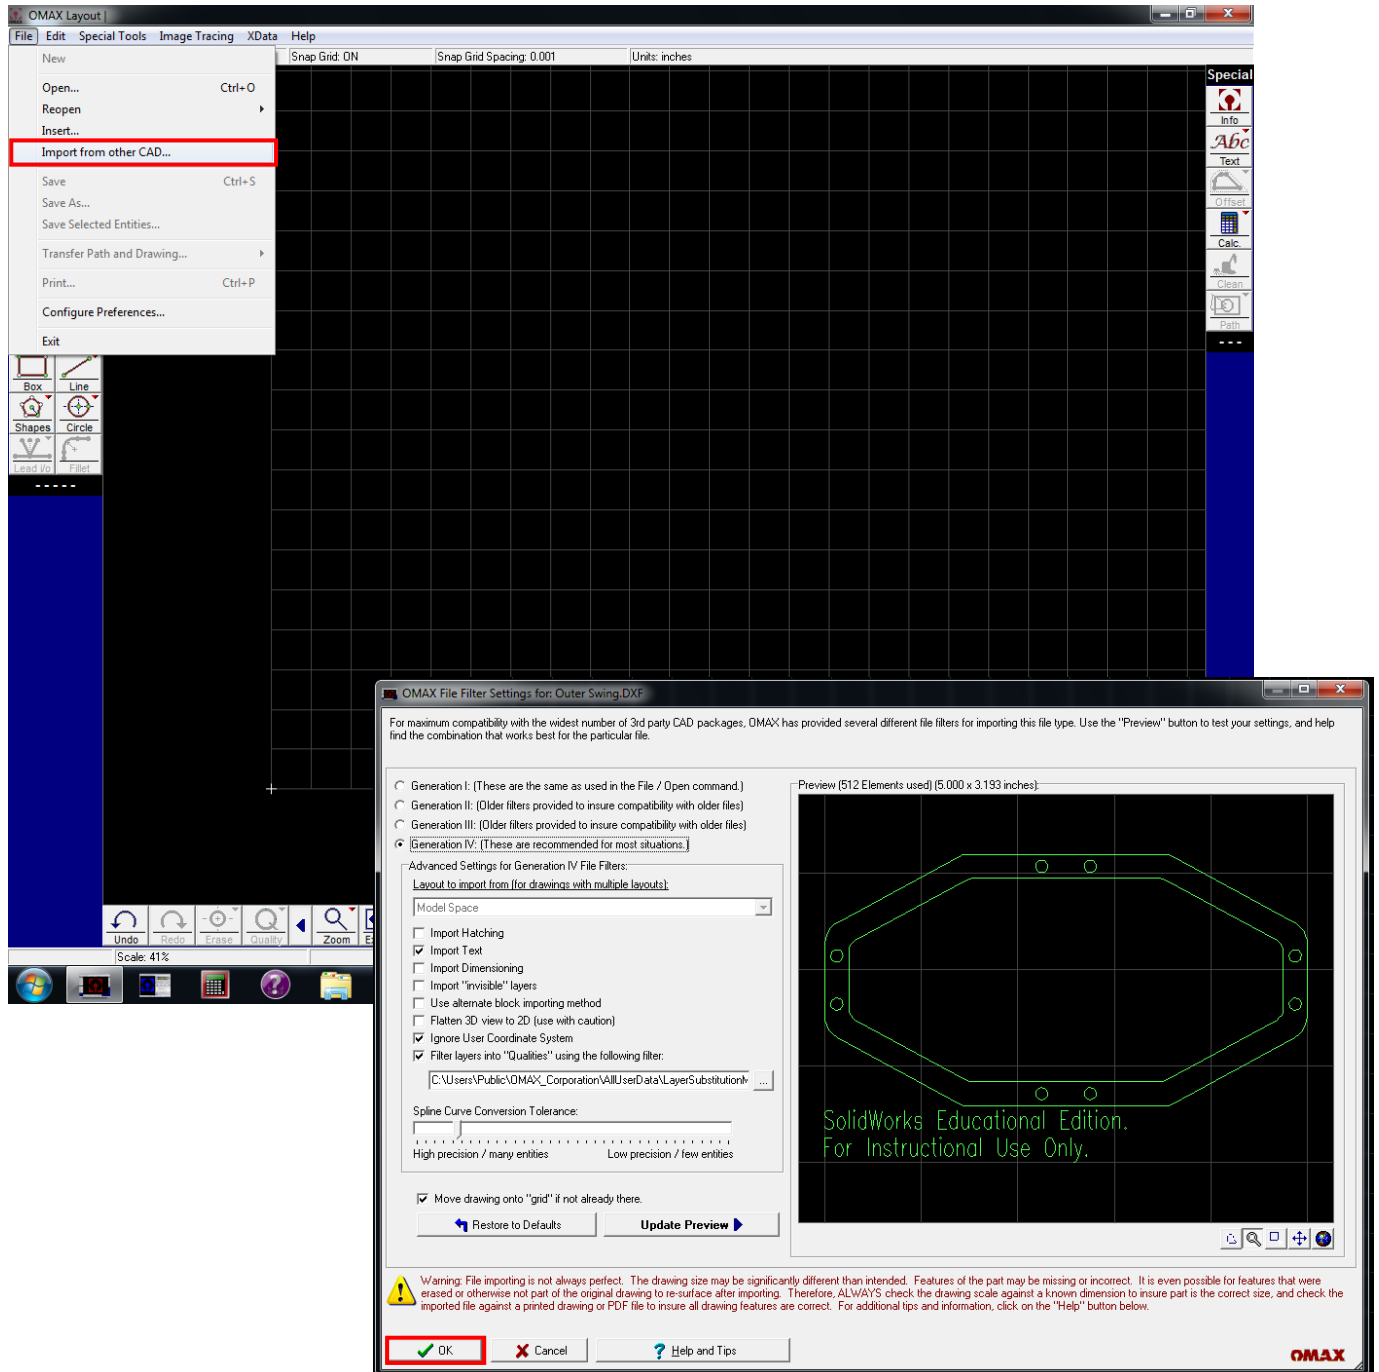 OMAX Layout |
File Edit Special Tools Image Tracing XData Help
New
Snap Grid: ON Snap Grid Spacing: 0.001 Units: inches
Open... Ctrl+O
Reopen
Insert...
Import from other CAD...
Save Ctrl+S
Save As...
Save Selected Entities...
Transfer Path and Drawing...
Print... Ctrl+P
Configure Preferences...
Exit
Special
Info
Abc
Text
Offset
Calc.
Clean
Path
Box Line
Shapes Circle
Lead i/o Fillet
Undo Redo Erase Quality Zoom
Scale: 41%
OMAX File Filter Settings for: Outer Swing.DXF
For maximum compatibility with the widest number of 3rd party CAD packages, OMAX has provided several different file filters for importing this file type. Use the "Preview" button to test your settings, and help
find the combination that works best for the particular file.
Generation I: (These are the same as used in the File / Open command.)
Generation II: (Older filters provided to insure compatibility with older files)
Generation III: (Older filters provided to insure compatibility with older files)
Generation IV: (These are recommended for most situations.)
Advanced Settings for Generation IV File Filters:
Layout to import from (for drawings with multiple layouts):
Model Space
Import Hatching
Import Text
Import Dimensioning
Import "invisible" layers
Use alternate block importing method
Flatten 3D view to 2D (use with caution)
Ignore User Coordinate System
Filter layers into "Qualities" using the following filter:
C:\Users\Public\OMAX_Corporation\AllUserData\LayerSubstitution
...
Spline Curve Conversion Tolerance:
High precision / many entities Low precision / few entities
Move drawing onto "grid" if not already there.
Restore to Defaults Update Preview
Preview (512 Elements used) (5.000 x 3.193 inches):
SolidWorks Educational Edition.
For Instructional Use Only.
Warning: File importing is not always perfect. The drawing size may be significantly different than intended. Features of the part may be missing or incorrect. It is even possible for features that were
erased or otherwise not part of the original drawing to re-surface after importing. Therefore, ALWAYS check the drawing scale against a known dimension to insure part is the correct size, and check the
imported file against a printed drawing or PDF file to insure all drawing features are correct. For additional tips and information, click on the "Help" button below.
OK Cancel Help and Tips
OMAX